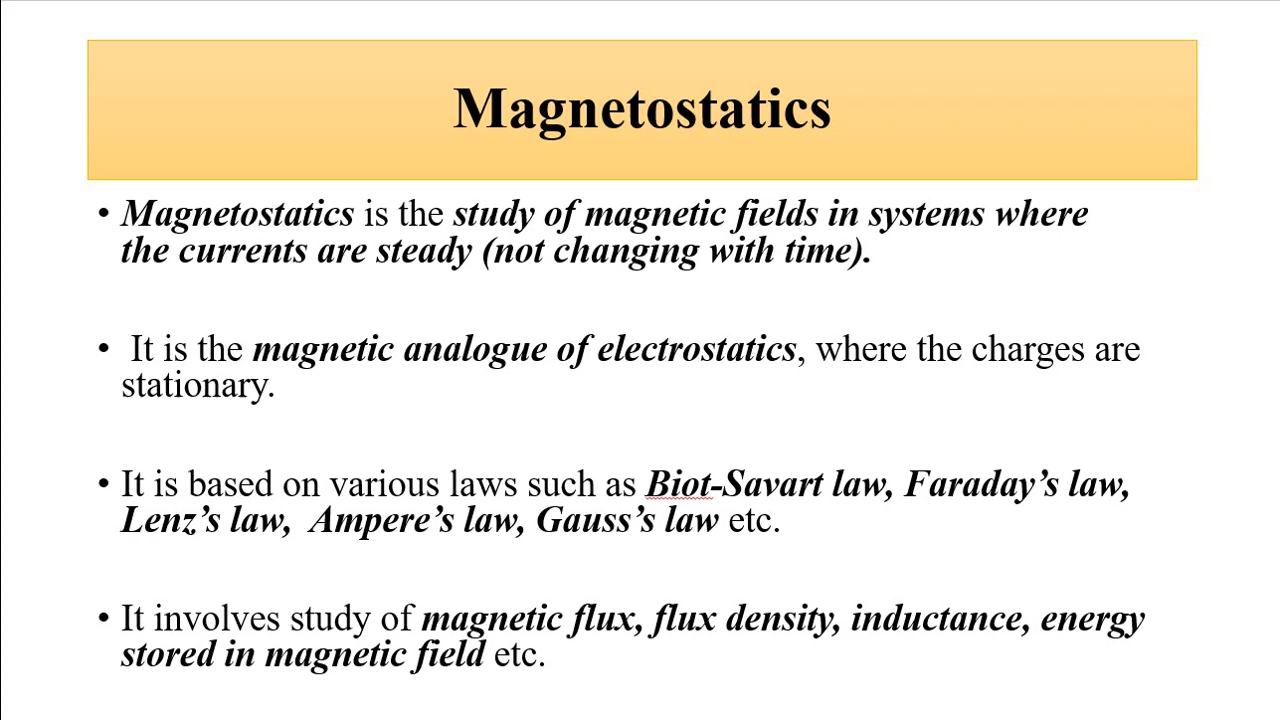 Magnetostatics
• Magnetostatics is the study of magnetic fields in systems where
the currents are steady (not changing with time).
• It is the magnetic analogue of electrostatics, where the charges are
stationary.
• It is based on various laws such as Biot-Savart law, Faraday’s law,
Lenz’s law, Ampere’s law, Gauss’s law etc.
• It involves study of magnetic flux, flux density, inductance, energy
stored in magnetic field etc.